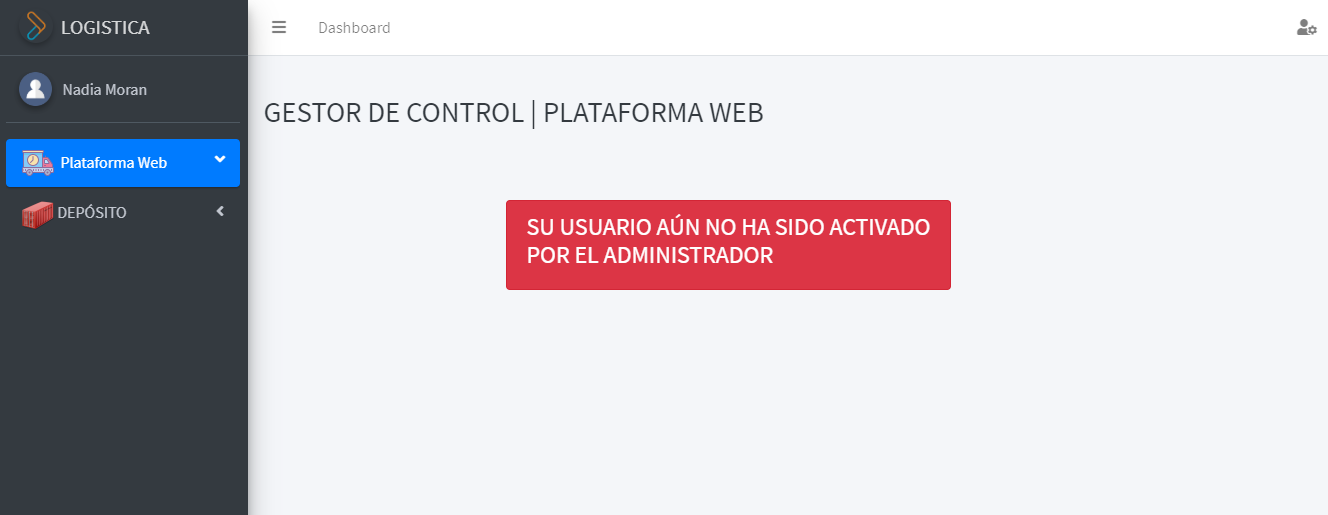 LOGISTICA
Dashboard
Nadia Moran
GESTOR DE CONTROL | PLATAFORMA WEB
Plataforma Web
DEPÓSITO
SU USUARIO AÚN NO HA SIDO ACTIVADO
POR EL ADMINISTRADOR